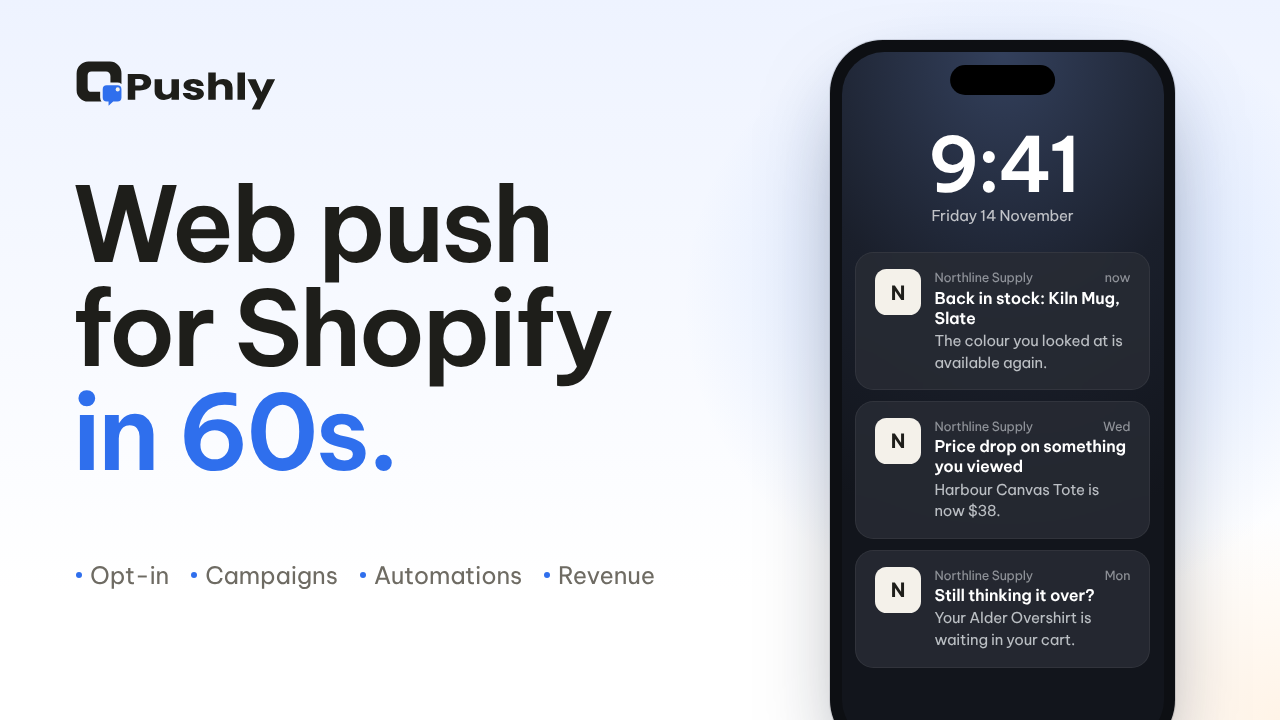 Pushly
Web push
for Shopify
in 60s.
• Opt-in • Campaigns • Automations • Revenue
9:41
Friday 14 November
N
Northline Supply now
Back in stock: Kiln Mug,
Slate
The colour you looked at is
available again.
N
Northline Supply Wed
Price drop on something
you viewed
Harbour Canvas Tote is
now $38.
N
Northline Supply Mon
Still thinking it over?
Your Alder Overshirt is
waiting in your cart.